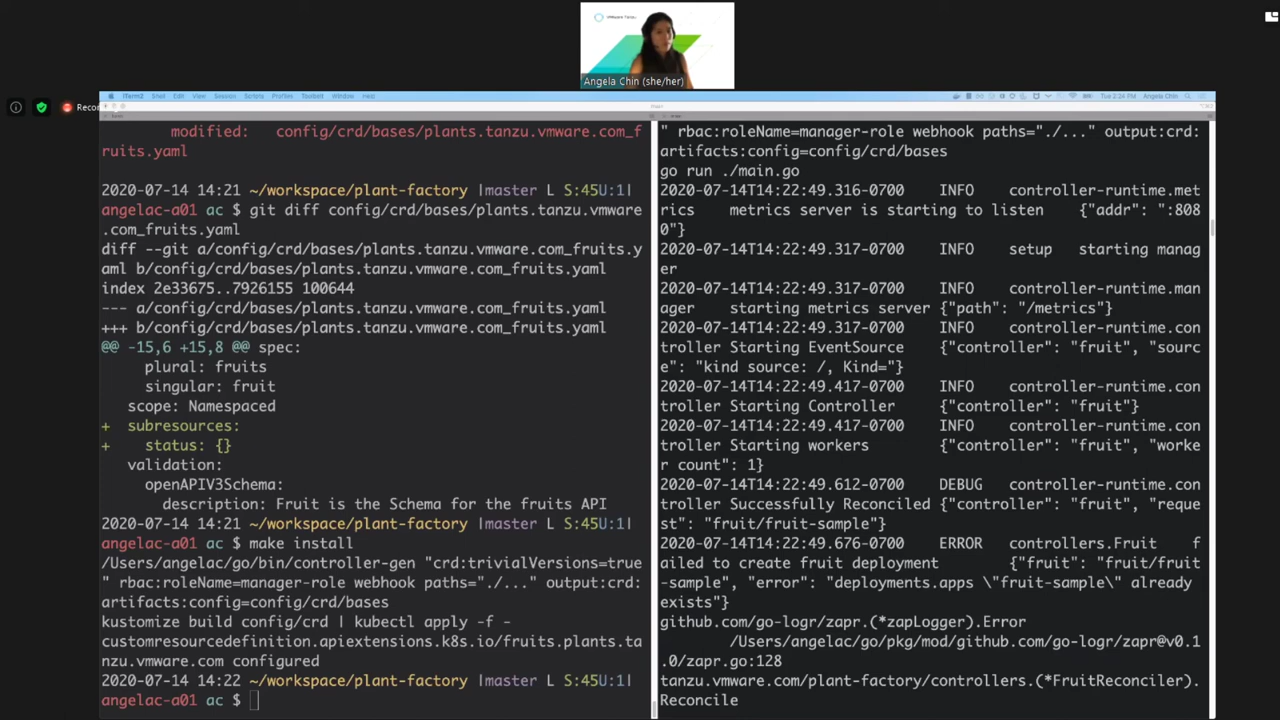 vmware Tanzu
Angela Chin (she/her)
Recor
iTerm2 Shell Edit View Session Scripts Profiles Toolbelt Window Help
Tue 2:24 PM Angela Chin
modified: config/crd/bases/plants.tanzu.vmware.com_f
ruits.yaml
2020-07-14 14:21 ~/workspace/plant-factory |master L S:45U:1|
angelac-a01 ac $ git diff config/crd/bases/plants.tanzu.vmware
.com_fruits.yaml
diff --git a/config/crd/bases/plants.tanzu.vmware.com_fruits.y
aml b/config/crd/bases/plants.tanzu.vmware.com_fruits.yaml
index 2e33675..7926155 100644
--- a/config/crd/bases/plants.tanzu.vmware.com_fruits.yaml
+++ b/config/crd/bases/plants.tanzu.vmware.com_fruits.yaml
@@ -15,6 +15,8 @@ spec:
plural: fruits
singular: fruit
scope: Namespaced
+ subresources:
+ status: {}
validation:
openAPIV3Schema:
description: Fruit is the Schema for the fruits API
2020-07-14 14:21 ~/workspace/plant-factory |master L S:45U:1|
angelac-a01 ac $ make install
/Users/angelac/go/bin/controller-gen "crd:trivialVersions=true
" rbac:roleName=manager-role webhook paths="./..." output:crd:
artifacts:config=config/crd/bases
kustomize build config/crd | kubectl apply -f -
customresourcedefinition.apiextensions.k8s.io/fruits.plants.ta
nzu.vmware.com configured
2020-07-14 14:22 ~/workspace/plant-factory |master L S:45U:1|
angelac-a01 ac $
" rbac:roleName=manager-role webhook paths="./..." output:crd:
artifacts:config=config/crd/bases
go run ./main.go
2020-07-14T14:22:49.316-0700 INFO controller-runtime.met
rics metrics server is starting to listen {"addr": ":808
0"}
2020-07-14T14:22:49.317-0700 INFO setup starting manag
er
2020-07-14T14:22:49.317-0700 INFO controller-runtime.man
ager starting metrics server {"path": "/metrics"}
2020-07-14T14:22:49.317-0700 INFO controller-runtime.con
troller Starting EventSource {"controller": "fruit", "sourc
e": "kind source: /, Kind="}
2020-07-14T14:22:49.417-0700 INFO controller-runtime.con
troller Starting Controller {"controller": "fruit"}
2020-07-14T14:22:49.417-0700 INFO controller-runtime.con
troller Starting workers {"controller": "fruit", "worke
r count": 1}
2020-07-14T14:22:49.612-0700 DEBUG controller-runtime.con
troller Successfully Reconciled {"controller": "fruit", "reque
st": "fruit/fruit-sample"}
2020-07-14T14:22:49.676-0700 ERROR controllers.Fruit f
ailed to create fruit deployment {"fruit": "fruit/fruit
-sample", "error": "deployments.apps \"fruit-sample\" already
exists"}
github.com/go-logr/zapr.(*zapLogger).Error
/Users/angelac/go/pkg/mod/github.com/go-logr/zapr@v0.1
.0/zapr.go:128
tanzu.vmware.com/plant-factory/controllers.(*FruitReconciler).
Reconcile